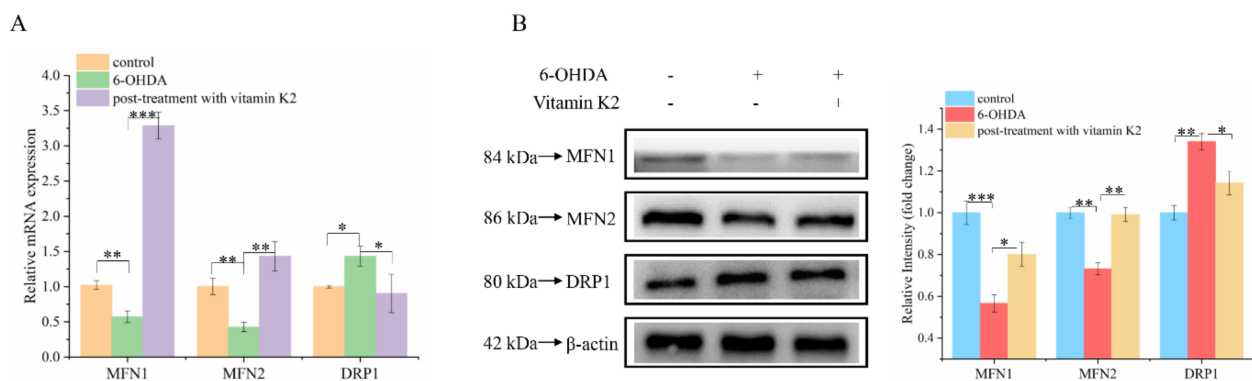 A
control
6-OHDA
post-treatment with vitamin K2
Relative mRNA expression
4.0
3.5
3.0
2.5
2.0
1.5
1.0
0.5
0.0
***
**
**
**
*
*
MFN1 MFN2 DRP1
B
6-OHDA - + +
Vitamin K2 - - +
84 kDa→MFN1
86 kDa→MFN2
80 kDa→DRP1
42 kDa→β-actin
control
6-OHDA
post-treatment with vitamin K2
Relative Intensity (fold change)
1.4
1.2
1.0
0.8
0.6
0.4
***
*
**
**
**
*
MFN1 MFN2 DRP1